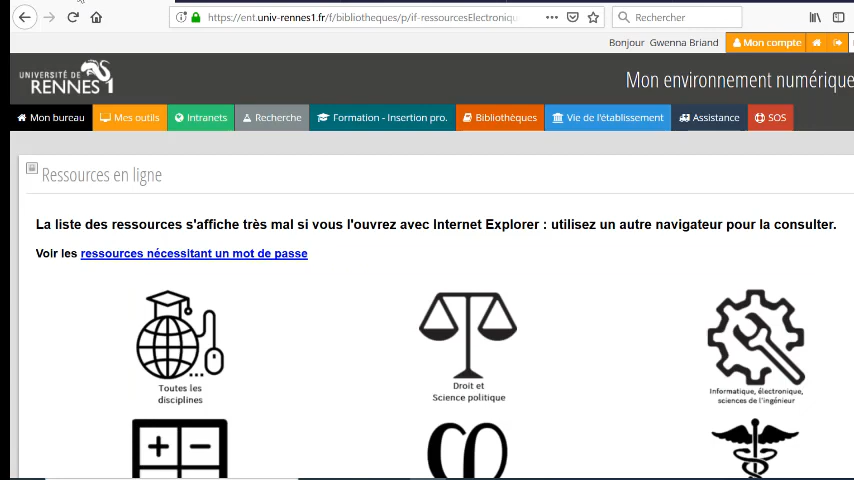 https://ent.univ-rennes1.fr/f/bibliotheques/p/if-ressourcesElectroniqu
Rechercher
Bonjour Gwenna Briand
Mon compte
UNIVERSITÉ DE
RENNES 1
Mon environnement numérique
Mon bureau
Mes outils
Intranets
Recherche
Formation - Insertion pro.
Bibliothèques
Vie de l'établissement
Assistance
SOS
Ressources en ligne
La liste des ressources s'affiche très mal si vous l'ouvrez avec Internet Explorer : utilisez un autre navigateur pour la consulter.
Voir les ressources nécessitant un mot de passe
Toutes les
disciplines
Droit et
Science politique
Informatique, électronique,
sciences de l'ingénieur